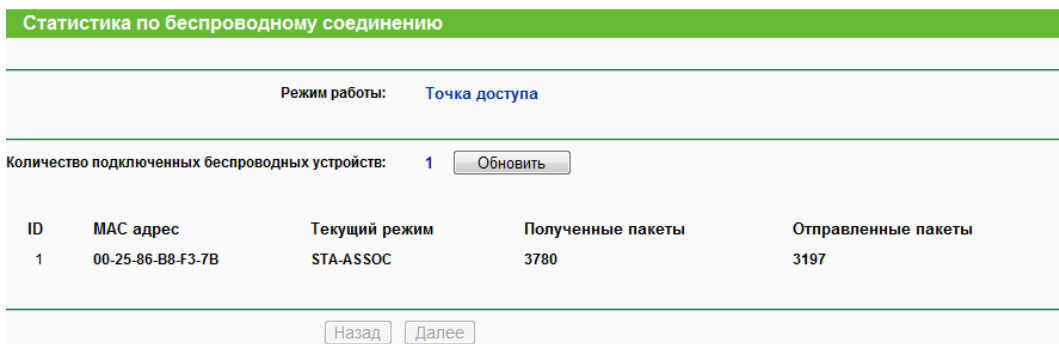 Статистика по беспроводному соединению
Режим работы: Точка доступа
Количество подключенных беспроводных устройств: 1 Обновить
ID MAC адрес Текущий режим Полученные пакеты Отправленные пакеты
1 00-25-86-B8-F3-7B STA-ASSOC 3780 3197
Назад Далее